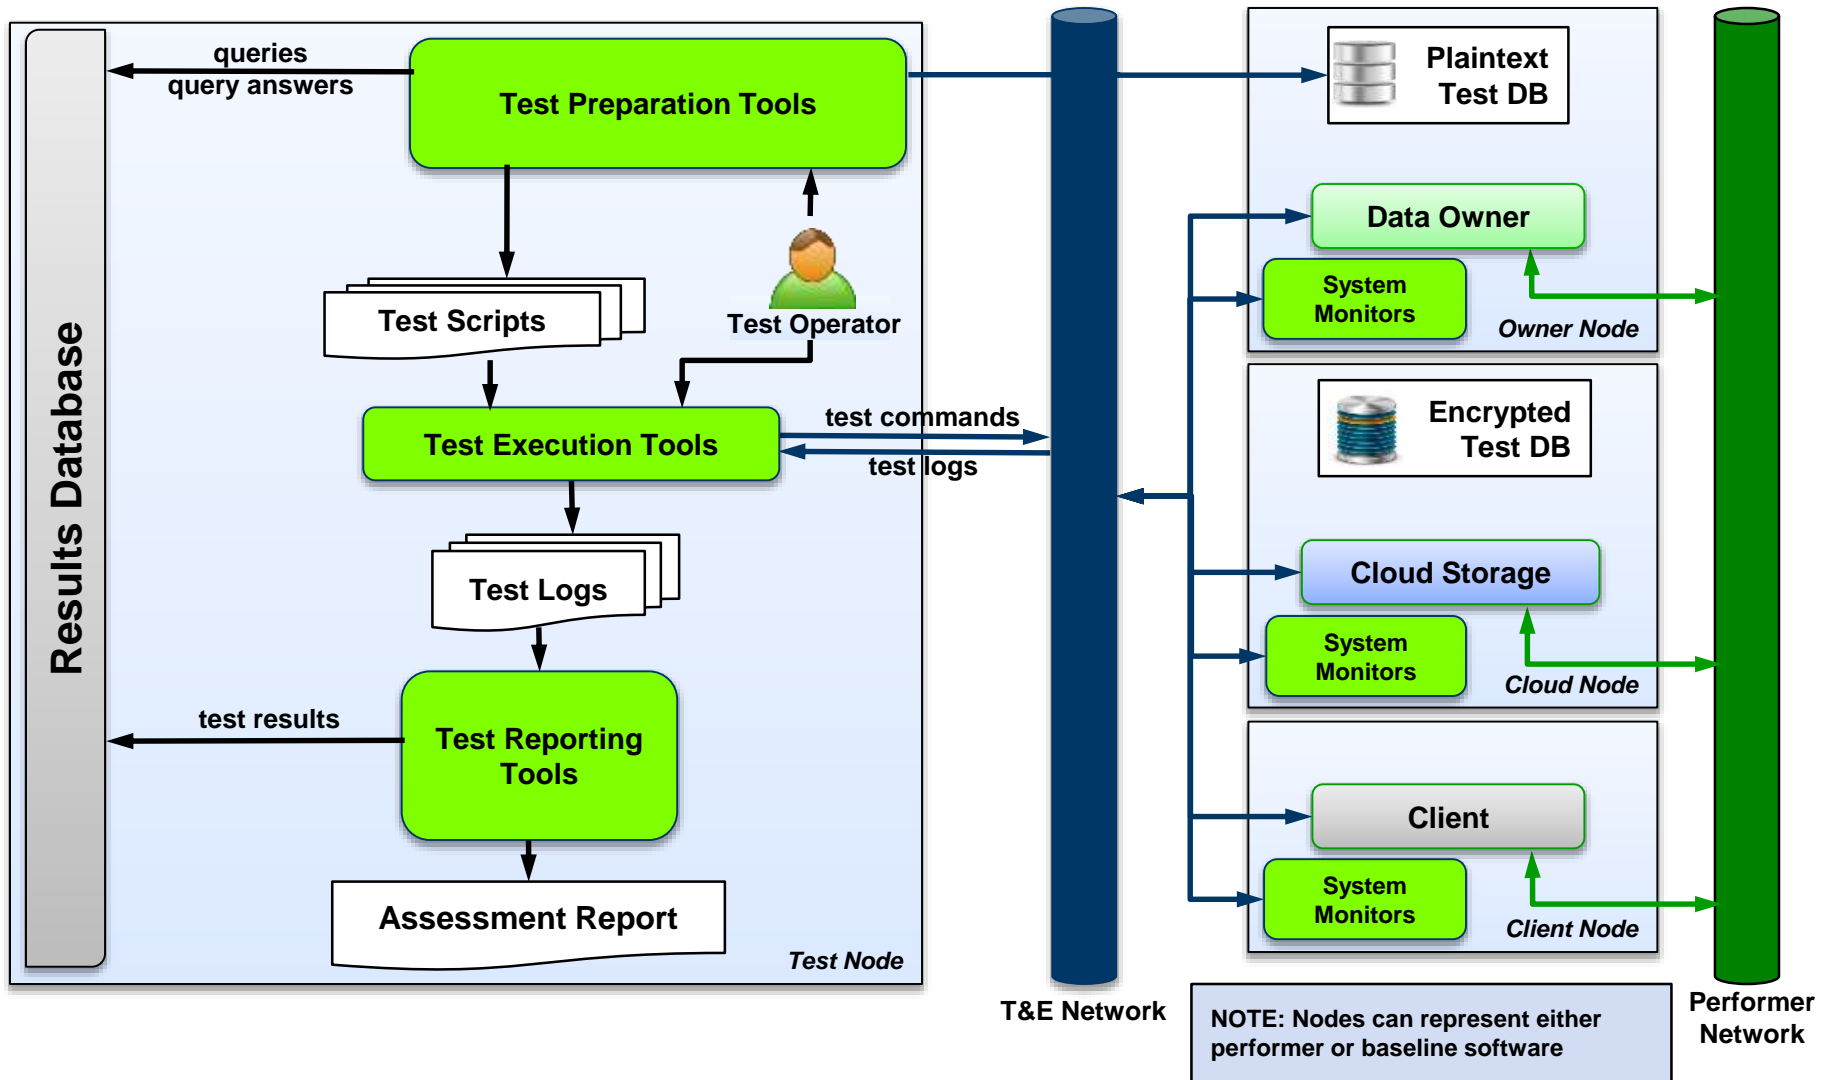 Results Database
queries
query answers
Test Preparation Tools
Test Scripts
Test Operator
Test Execution Tools
test commands
test logs
Test Logs
test results
Test Reporting
Tools
Assessment Report
Test Node
T&E Network
Plaintext
Test DB
Data Owner
System
Monitors
Owner Node
Encrypted
Test DB
Cloud Storage
System
Monitors
Cloud Node
Client
System
Monitors
Client Node
NOTE: Nodes can represent either
performer or baseline software
Performer
Network